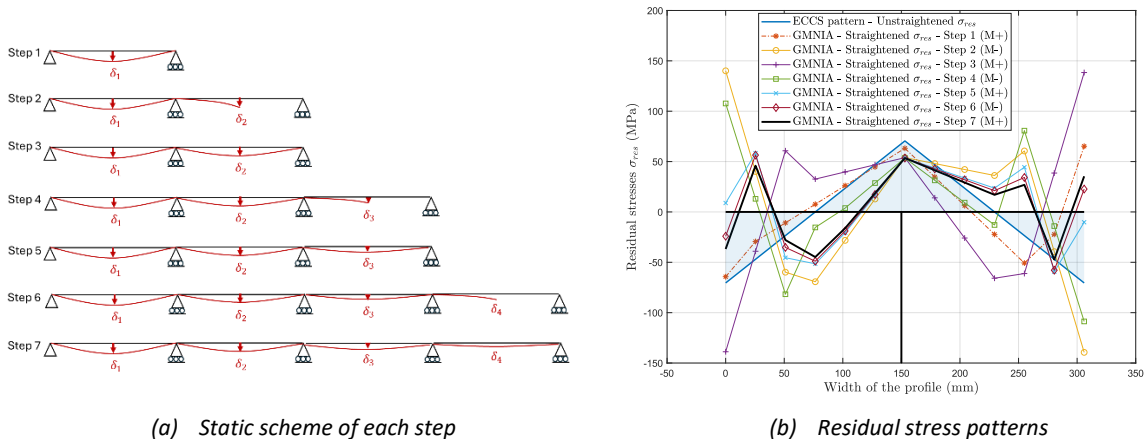 Step 1
δ1
Step 2
δ1
δ2
Step 3
δ1
δ2
Step 4
δ1
δ2
δ3
Step 5
δ1
δ2
δ3
Step 6
δ1
δ2
δ3
δ4
Step 7
δ1
δ2
δ3
δ4
(a) Static scheme of each step
200
150
100
50
0
-50
-100
-150
Residual stresses σres (MPa)
ECCS pattern - Unstraightened σres
GMNIA - Straightened σres - Step 1 (M+)
GMNIA - Straightened σres - Step 2 (M-)
GMNIA - Straightened σres - Step 3 (M+)
GMNIA - Straightened σres - Step 4 (M-)
GMNIA - Straightened σres - Step 5 (M+)
GMNIA - Straightened σres - Step 6 (M-)
GMNIA - Straightened σres - Step 7 (M+)
-50 0 50 100 150 200 250 300 350
Width of the profile (mm)
(b) Residual stress patterns